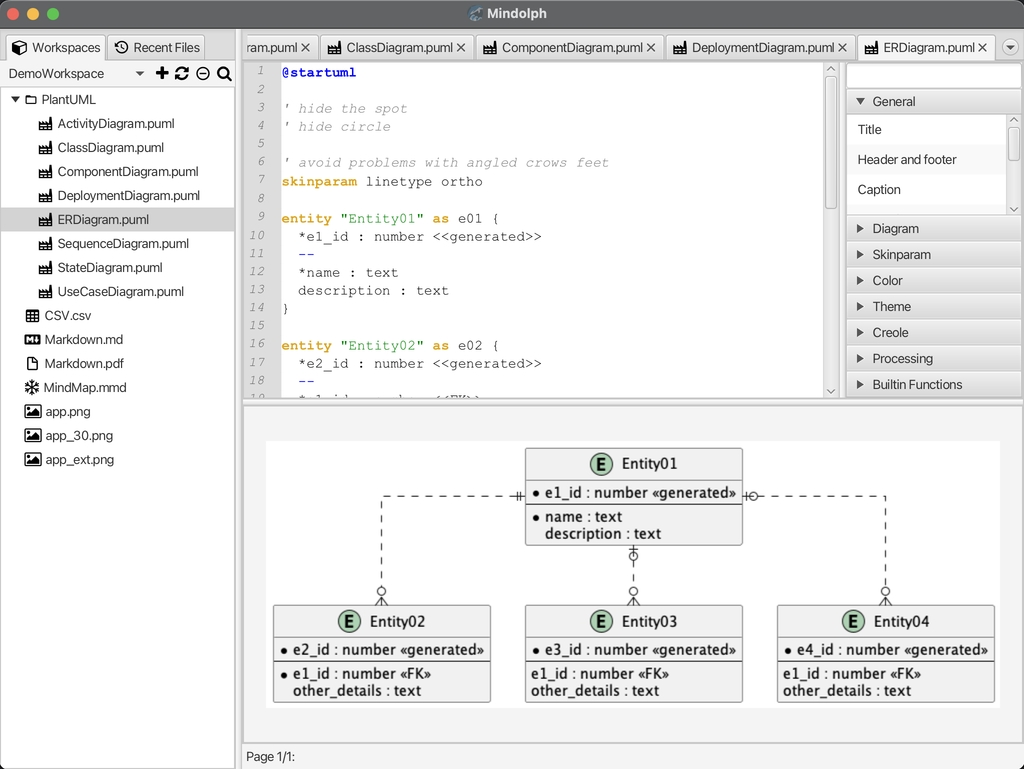 Mindolph
Workspaces
Recent Files
ram.puml
ClassDiagram.puml
ComponentDiagram.puml
DeploymentDiagram.puml
ERDiagram.puml
DemoWorkspace
PlantUML
ActivityDiagram.puml
ClassDiagram.puml
ComponentDiagram.puml
DeploymentDiagram.puml
ERDiagram.puml
SequenceDiagram.puml
StateDiagram.puml
UseCaseDiagram.puml
CSV.csv
Markdown.md
Markdown.pdf
MindMap.mmd
app.png
app_30.png
app_ext.png
1 @startuml
2
3 ' hide the spot
4 ' hide circle
5
6 ' avoid problems with angled crows feet
7 skinparam linetype ortho
8
9 entity "Entity01" as e01 {
10 *e1_id : number <<generated>>
11 --
12 *name : text
13 description : text
14 }
15
16 entity "Entity02" as e02 {
17 *e2_id : number <<generated>>
18 --
General
Title
Header and footer
Caption
Diagram
Skinparam
Color
Theme
Creole
Processing
Builtin Functions
E Entity01
e1_id : number «generated»
name : text
description : text
E Entity02
e2_id : number «generated»
e1_id : number «FK»
other_details : text
E Entity03
e3_id : number «generated»
e1_id : number «FK»
other_details : text
E Entity04
e4_id : number «generated»
e1_id : number «FK»
other_details : text
Page 1/1: